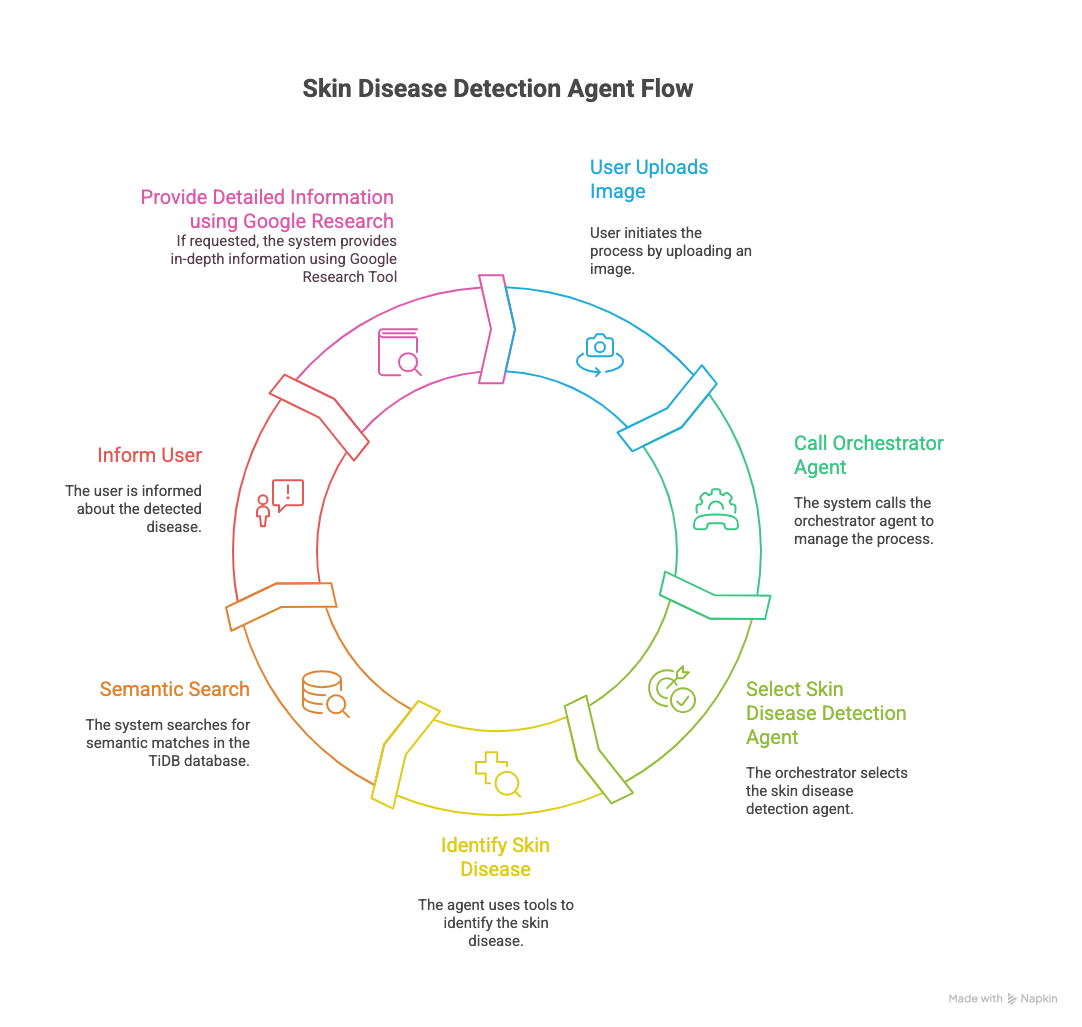 Skin Disease Detection Agent Flow
User Uploads
Image
User initiates the
process by uploading an
image.
Call Orchestrator
Agent
The system calls the
orchestrator agent to
manage the process.
Select Skin
Disease Detection
Agent
The orchestrator selects
the skin disease
detection agent.
Identify Skin
Disease
The agent uses tools to
identify the skin
disease.
Semantic Search
The system searches for
semantic matches in the
TiDB database.
Inform User
The user is informed
about the detected
disease.
Provide Detailed Information
using Google Research
If requested, the system provides
in-depth information using Google
Research Tool
Made with Napkin